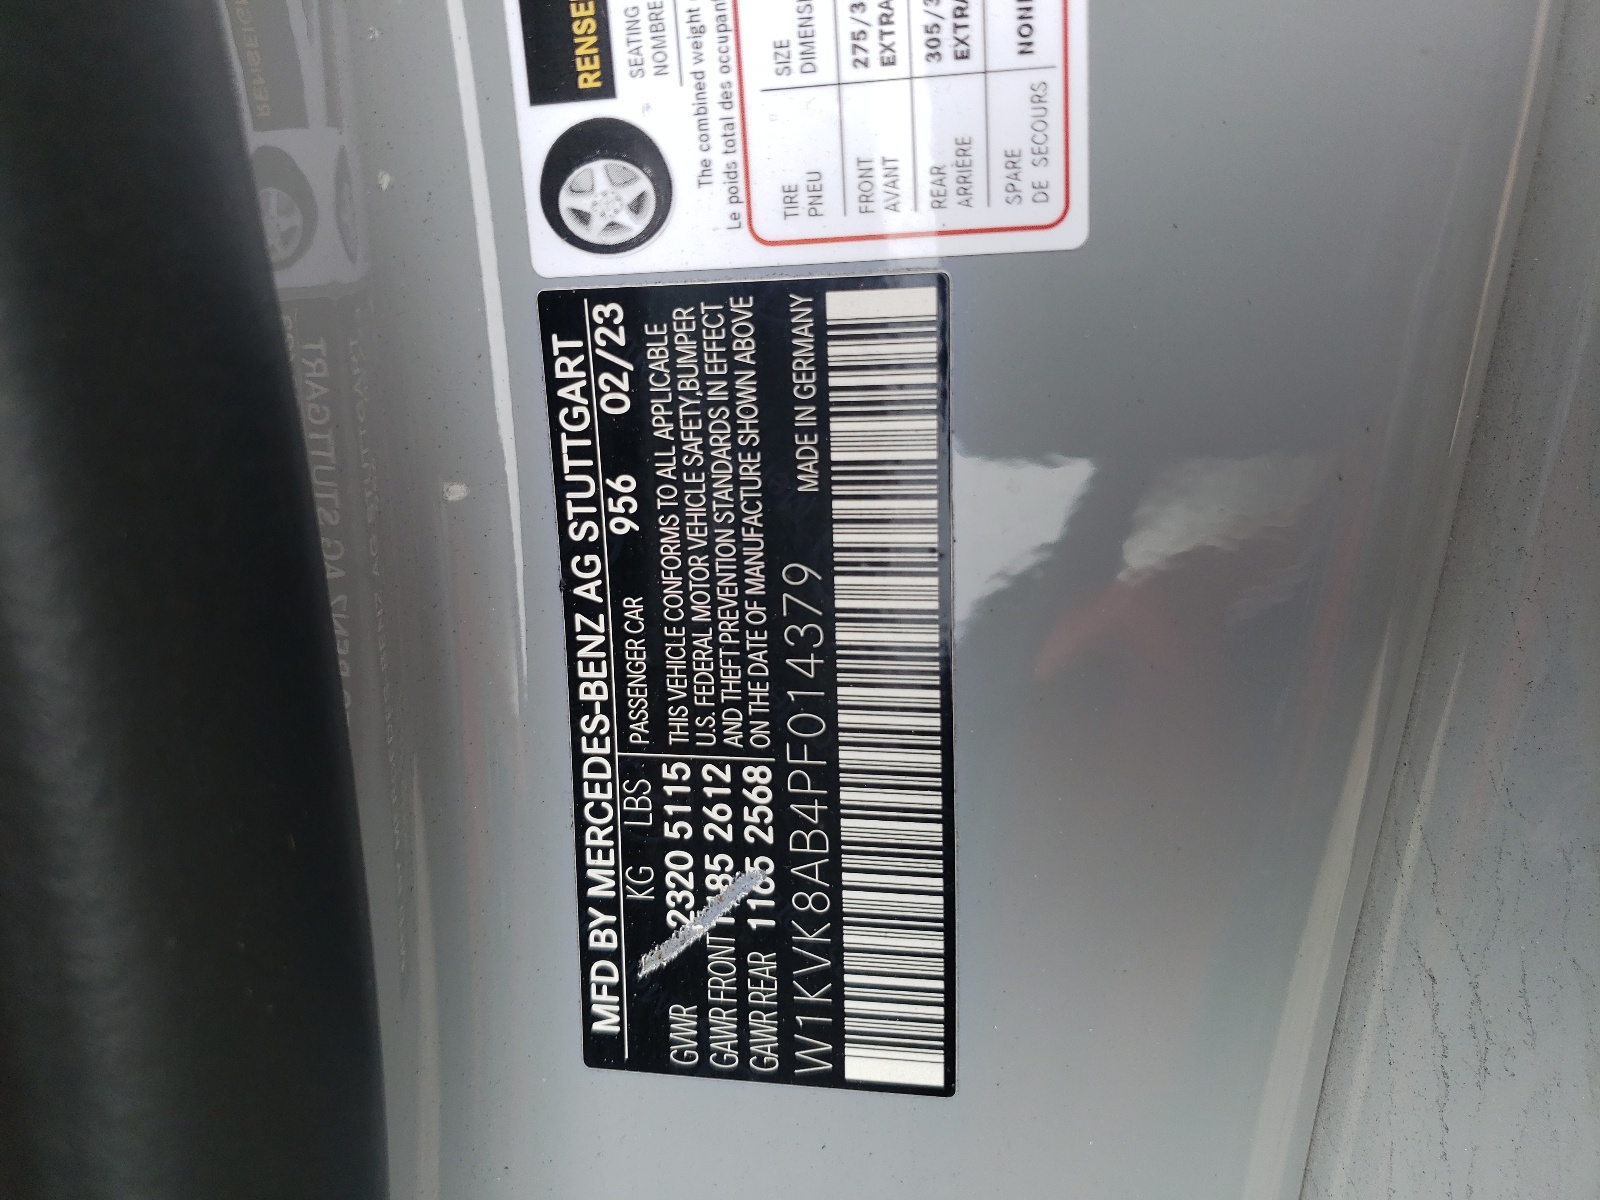 MFD BY MERCEDES-BENZ AG STUTTGART
KG / LBS PASSENGER CAR 956 02/23
GVWR 2320 5115 THIS VEHICLE CONFORMS TO ALL APPLICABLE
GAWR FRONT 1185 2612 U.S. FEDERAL MOTOR VEHICLE SAFETY,BUMPER
AND THEFT PREVENTION STANDARDS IN EFFECT
GAWR REAR 1165 2568 ON THE DATE OF MANUFACTURE SHOWN ABOVE
W1KVK8AB4PF014379 MADE IN GERMANY
RENSE
SEATING
NOMBRE
The combined weight
Le poids total des occupant
TIRE SIZE
PNEU DIMENSI
FRONT 275/3
AVANT EXTRA
REAR 305/3
ARRIÈRE EXTRA
SPARE NON
DE SECOURS